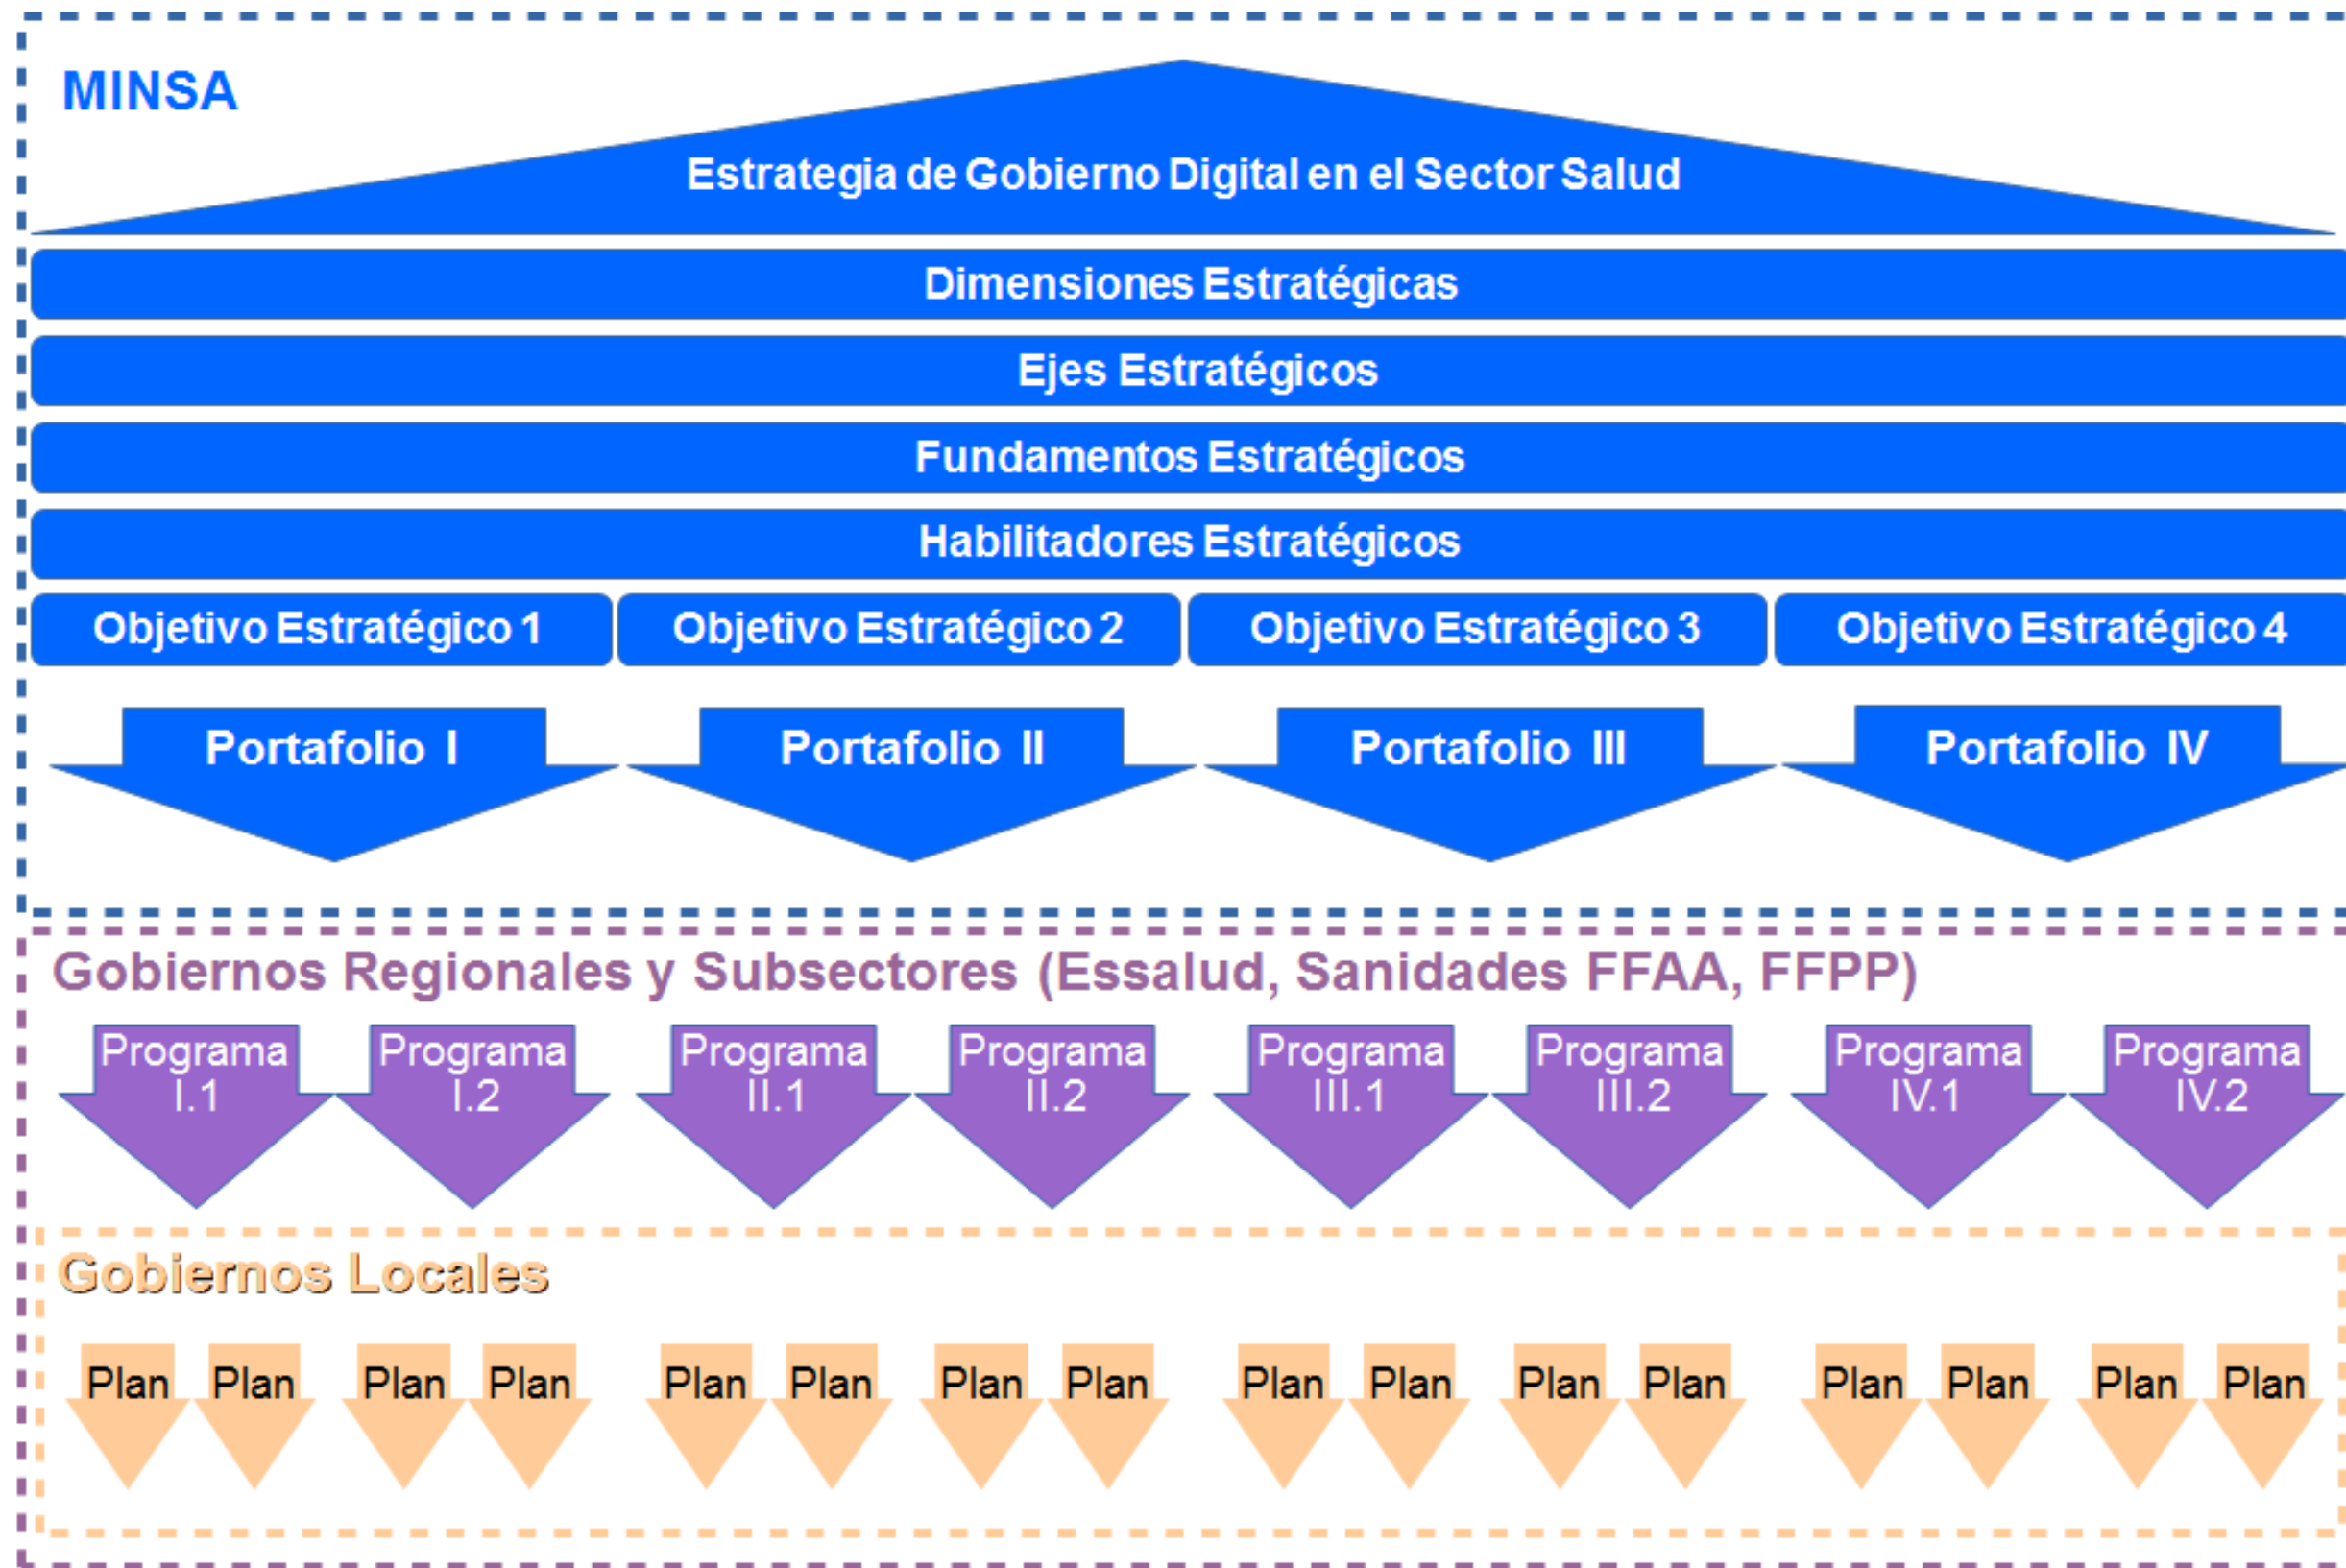 MINSA
Estrategia de Gobierno Digital en el Sector Salud
Dimensiones Estratégicas
Ejes Estratégicos
Fundamentos Estratégicos
Habilitadores Estratégicos
Objetivo Estratégico 1 Objetivo Estratégico 2 Objetivo Estratégico 3 Objetivo Estratégico 4
Portafolio I Portafolio II Portafolio III Portafolio IV
Gobiernos Regionales y Subsectores (Essalud, Sanidades FFAA, FFPP)
Programa Programa Programa Programa Programa Programa Programa Programa
I.1 I.2 II.1 II.2 III.1 III.2 IV.1 IV.2
Gobiernos Locales
Plan Plan Plan Plan Plan Plan Plan Plan Plan Plan Plan Plan Plan Plan Plan Plan